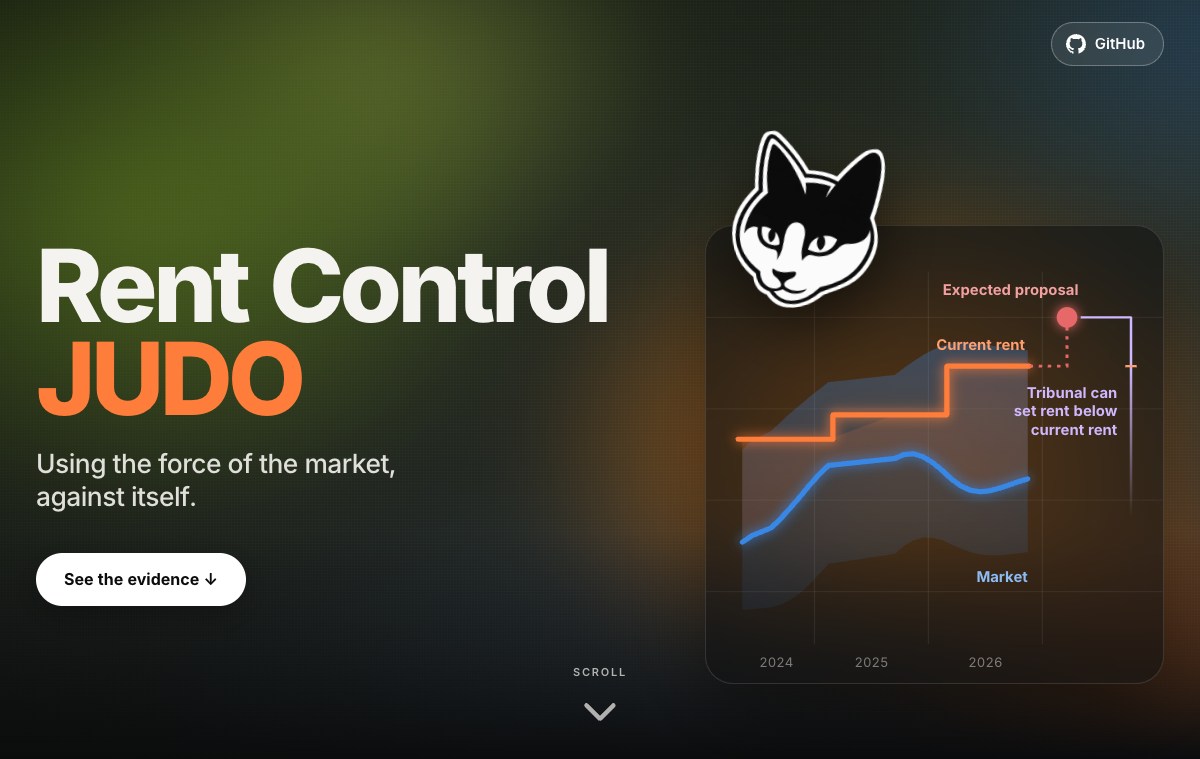 GitHub
Rent Control
JUDO
Using the force of the market,
against itself.
See the evidence ↓
Expected proposal
Current rent
Tribunal can
set rent below
current rent
Market
2024
2025
2026
SCROLL